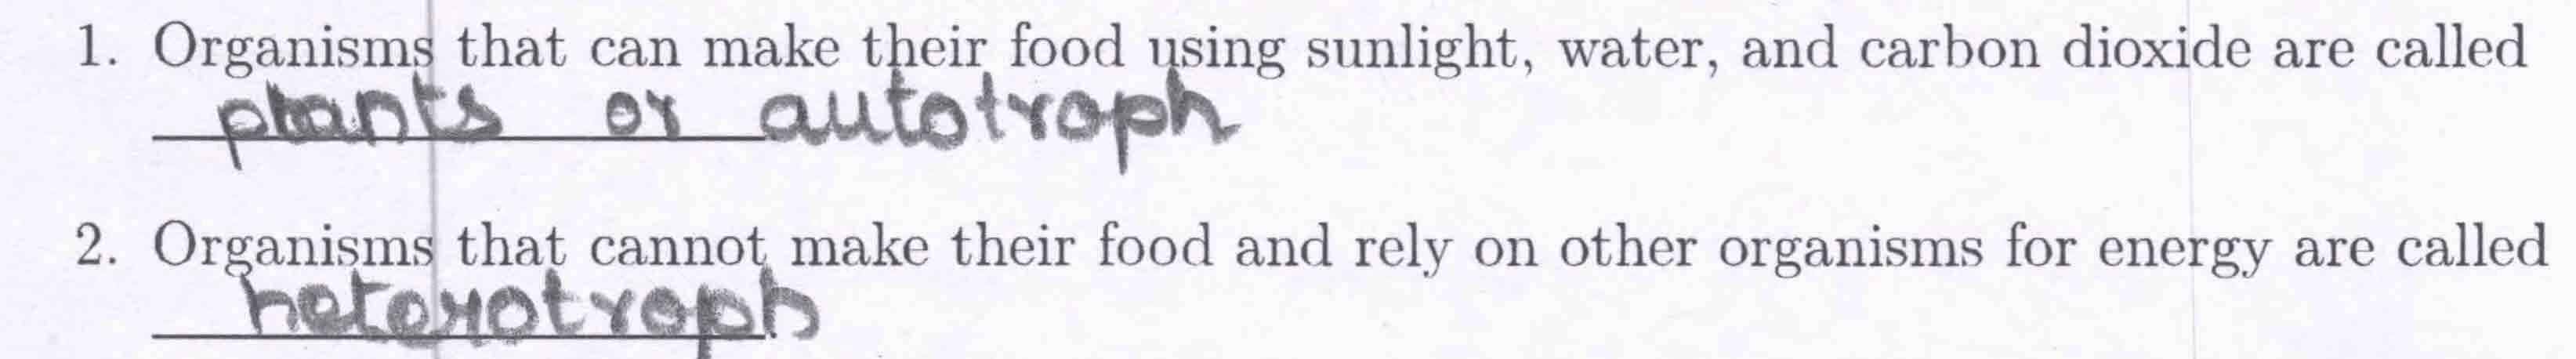 1. Organisms that can make their food using sunlight, water, and carbon dioxide are called
plants or autotroph
2. Organisms that cannot make their food and rely on other organisms for energy are called
heterotroph.